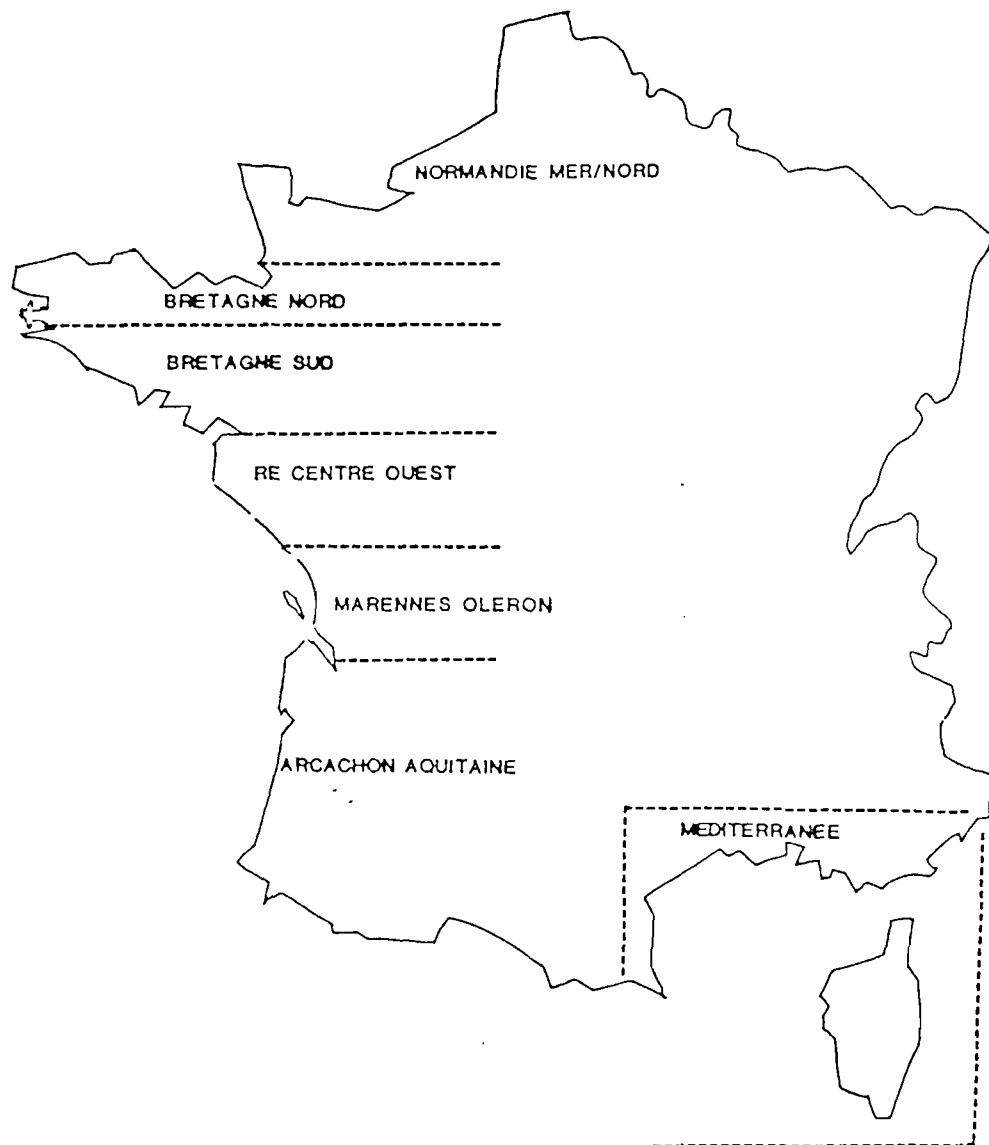 NORMANDIE MER/NORD
BRETAGNE NORD
BRETAGNE SUD
RE CENTRE OUEST
MARENNES OLERON
ARCACHON AQUITAINE
MEDITERRANEE